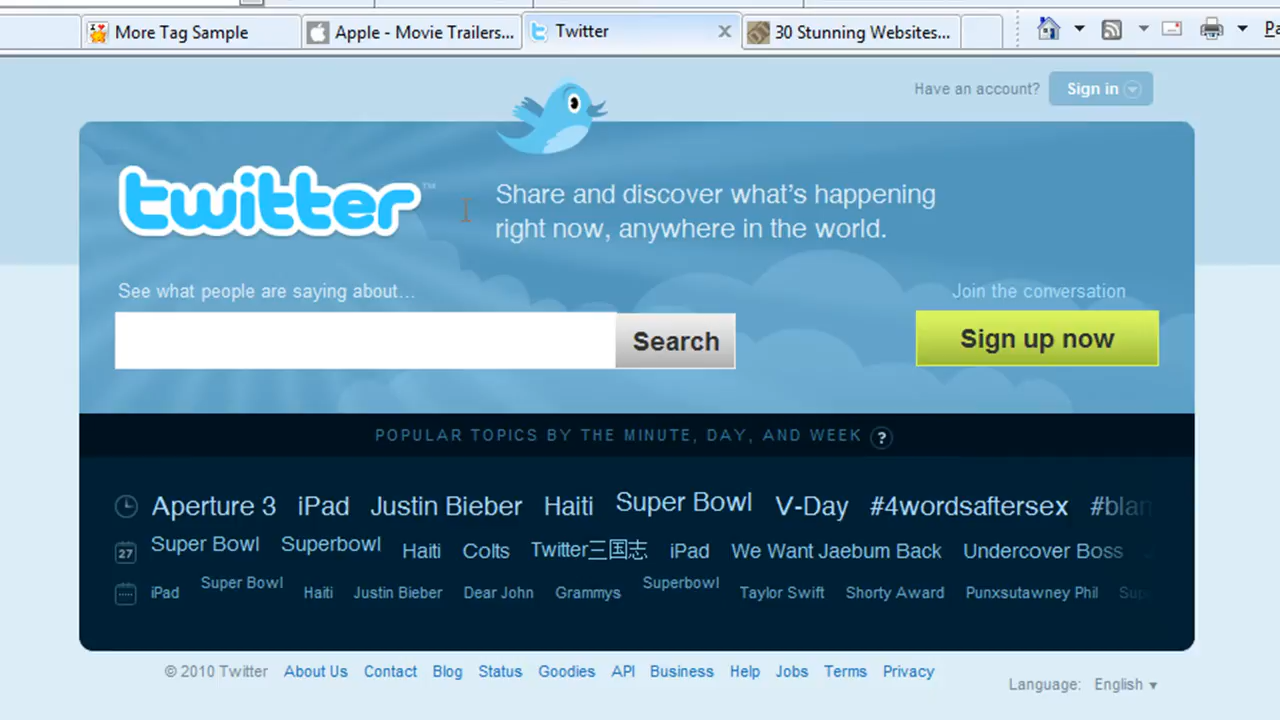 More Tag Sample
Apple - Movie Trailers...
Twitter
30 Stunning Websites...
Have an account? Sign in
twitter™
Share and discover what's happening
right now, anywhere in the world.
See what people are saying about…
Search
Join the conversation
Sign up now
POPULAR TOPICS BY THE MINUTE, DAY, AND WEEK ?
Aperture 3 iPad Justin Bieber Haiti Super Bowl V-Day #4wordsaftersex
27 Super Bowl Superbowl Haiti Colts Twitter三国志 iPad We Want Jaebum Back Undercover Boss
iPad Super Bowl Haiti Justin Bieber Dear John Grammys Superbowl Taylor Swift Shorty Award Punxsutawney Phil
© 2010 Twitter About Us Contact Blog Status Goodies API Business Help Jobs Terms Privacy
Language: English